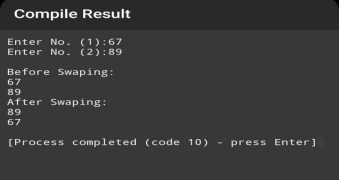 Compile Result
Enter No. (1):67
Enter No. (2):89
Before Swaping:
67
89
After Swaping:
89
67
[Process completed (code 10) - press Enter]